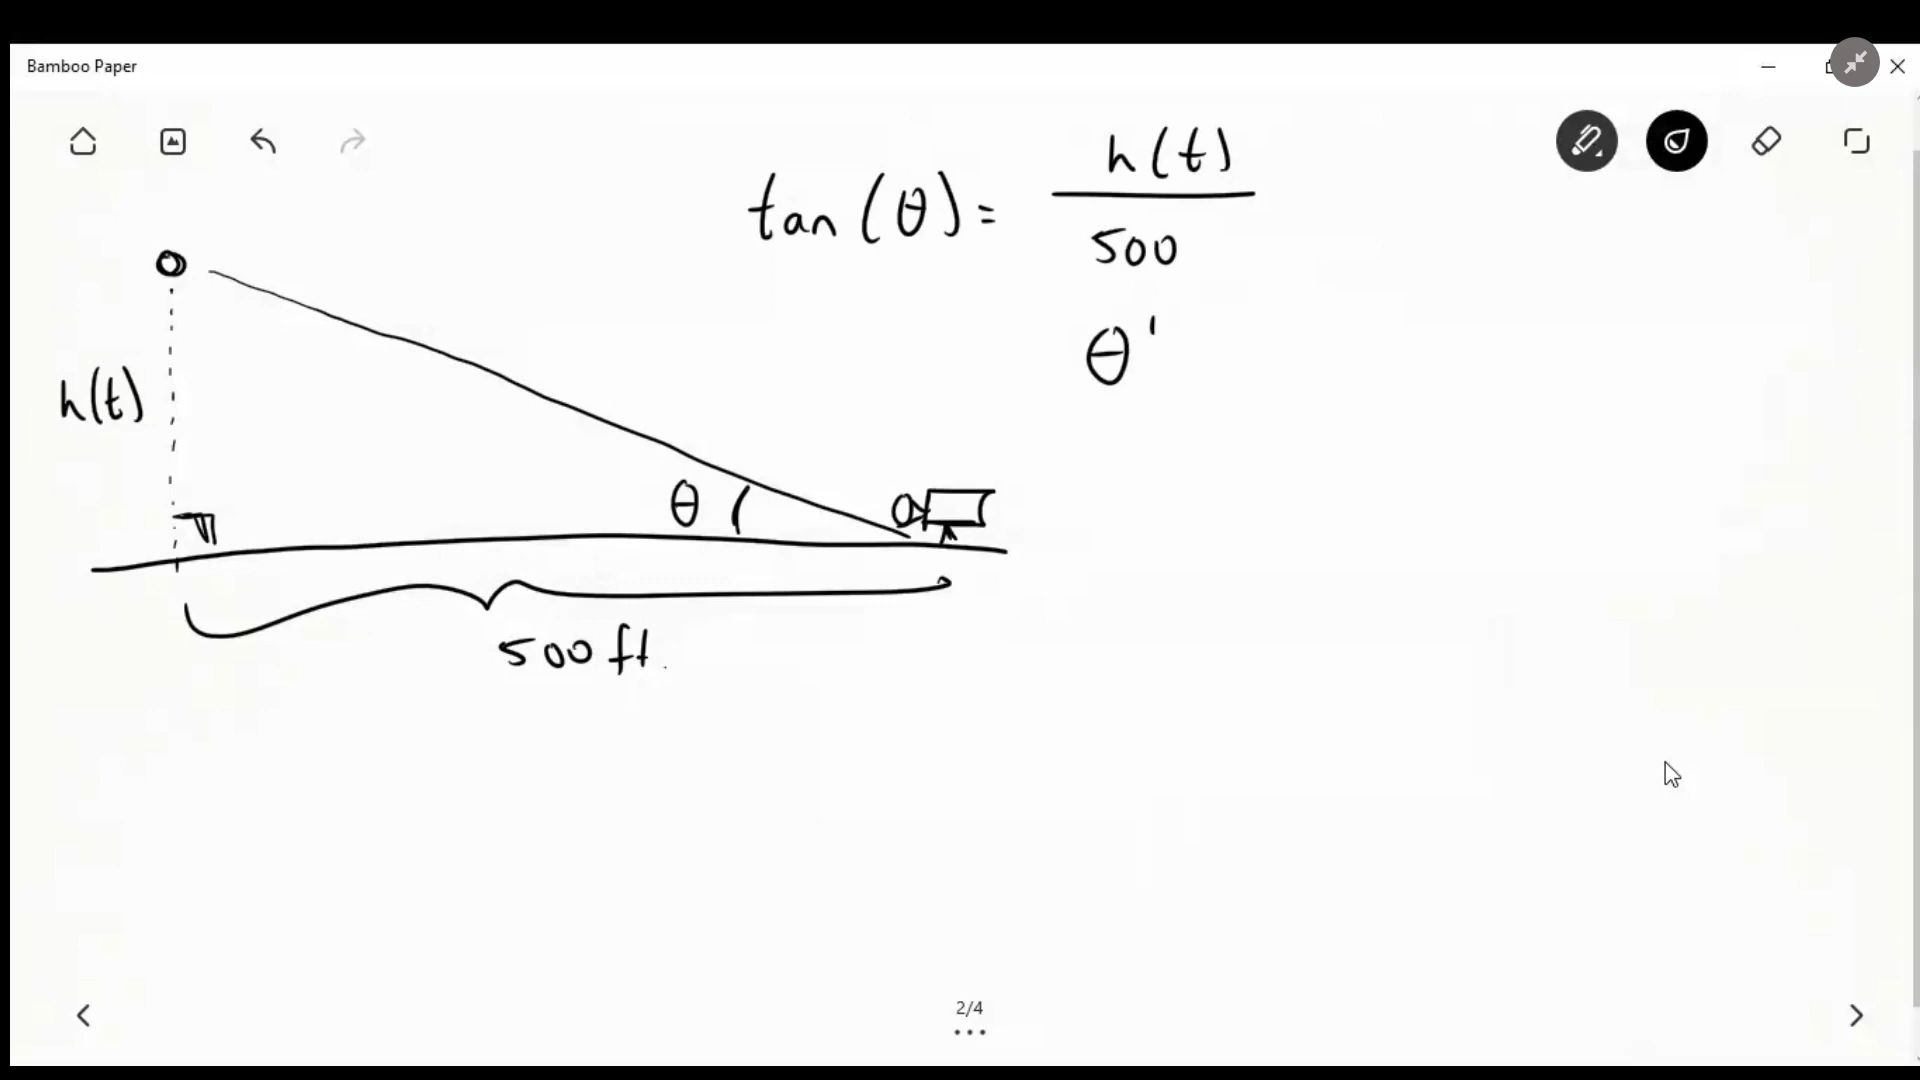 Bamboo Paper
tan(θ) = h(t) / 500
θ'
h(t)
θ
500 ft.
2/4